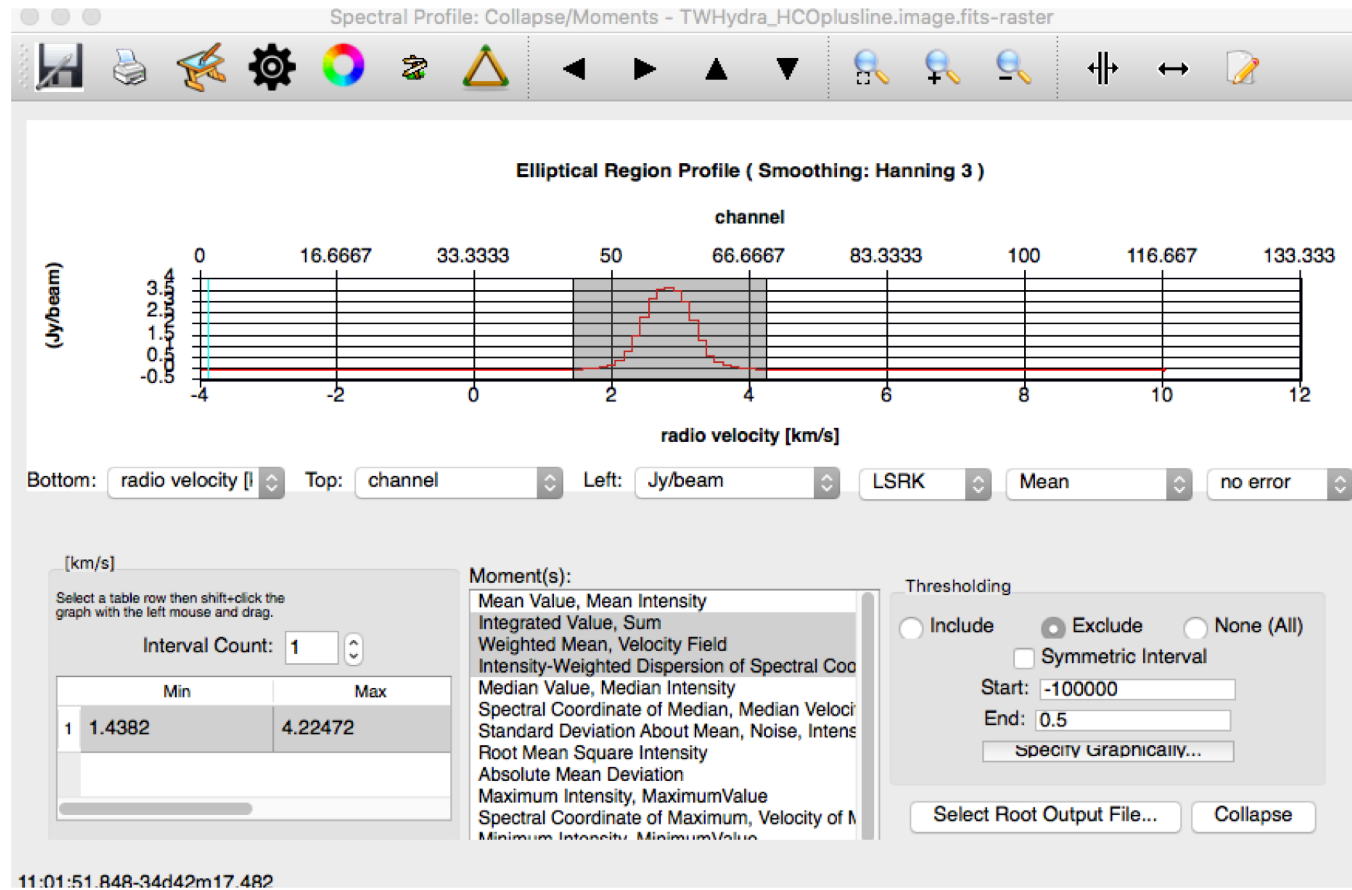 Spectral Profile: Collapse/Moments - TWHydra_HCOplusline.image.fits-raster
Elliptical Region Profile ( Smoothing: Hanning 3 )
channel
0 16.6667 33.3333 50 66.6667 83.3333 100 116.667 133.333
(Jy/beam)
4
3.5
3
2.5
2
1.5
1
0.5
0
-0.5
-4 -2 0 2 4 6 8 10 12
radio velocity [km/s]
Bottom: radio velocity [ Top: channel Left: Jy/beam LSRK Mean no error
[km/s]
Select a table row then shift+click the
graph with the left mouse and drag.
Interval Count: 1
Min Max
1 1.4382 4.22472
Moment(s):
Mean Value, Mean Intensity
Integrated Value, Sum
Weighted Mean, Velocity Field
Intensity-Weighted Dispersion of Spectral Coo
Median Value, Median Intensity
Spectral Coordinate of Median, Median Veloci
Standard Deviation About Mean, Noise, Intens
Root Mean Square Intensity
Absolute Mean Deviation
Maximum Intensity, MaximumValue
Spectral Coordinate of Maximum, Velocity of M
Minimum Intensity, MinimumValue
Thresholding
Include Exclude None (All)
Symmetric Interval
Start: -100000
End: 0.5
Specify Graphically...
Select Root Output File... Collapse
11:01:51.848-34d42m17.482